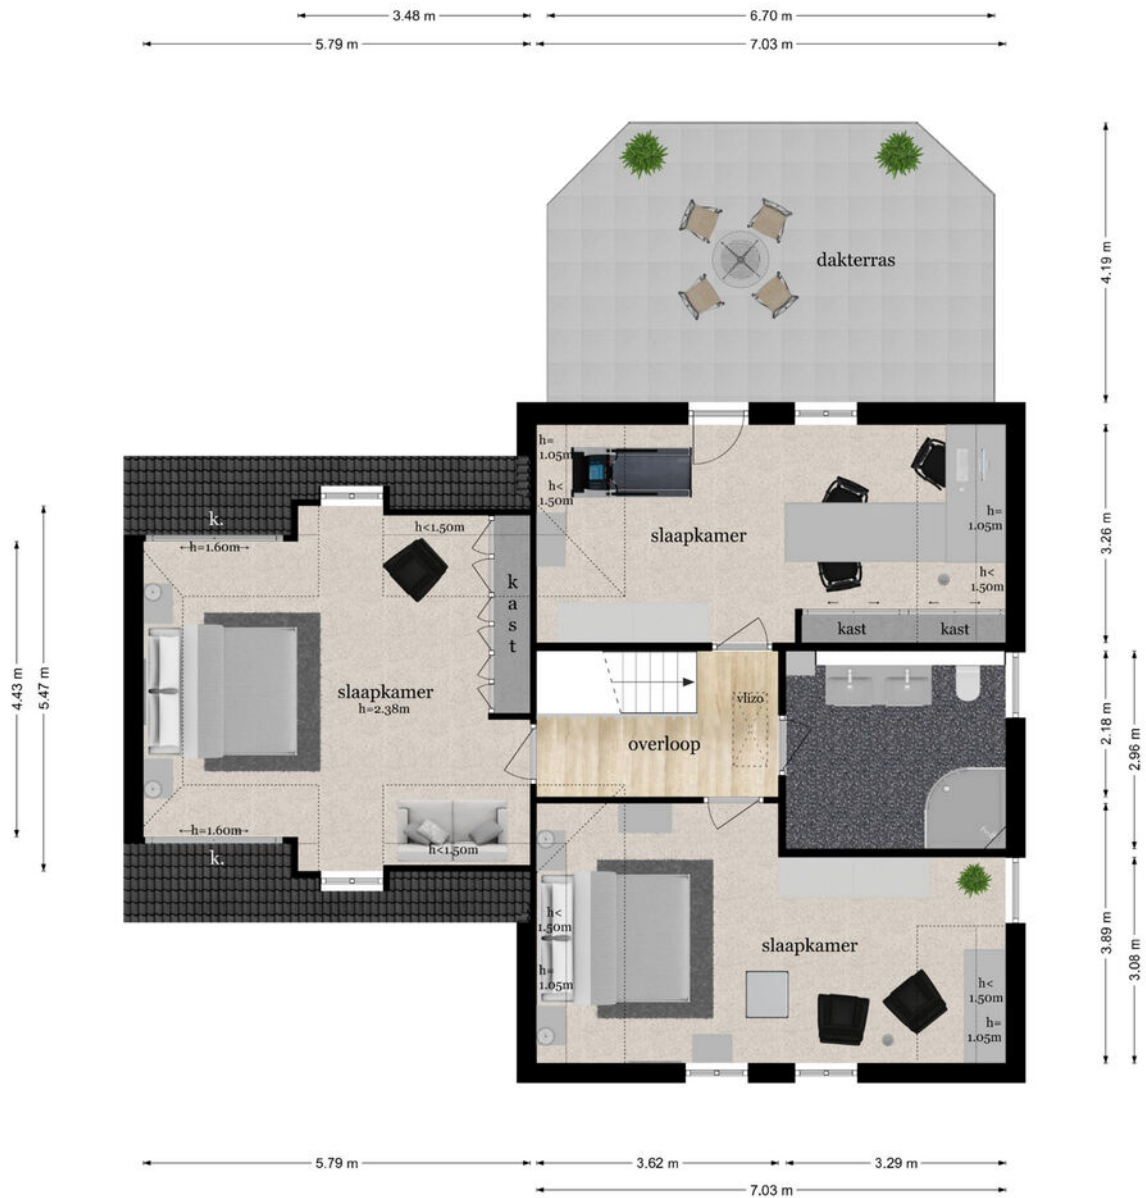 3.48 m
6.70 m
5.79 m
7.03 m
4.19 m
dakterras
h=
1.05m
h<
1.50m
slaapkamer
h=
1.05m
h<
1.50m
kast
kast
3.26 m
k.
h=1.60m
h<1.50m
k
a
s
t
slaapkamer
h=2.38m
h=1.60m
k.
h<1.50m
4.43 m
5.47 m
vlizo
overloop
2.18 m
2.96 m
h<
1.50m
h=
1.05m
slaapkamer
h<
1.50m
h=
1.05m
3.89 m
3.08 m
5.79 m
3.62 m
3.29 m
7.03 m